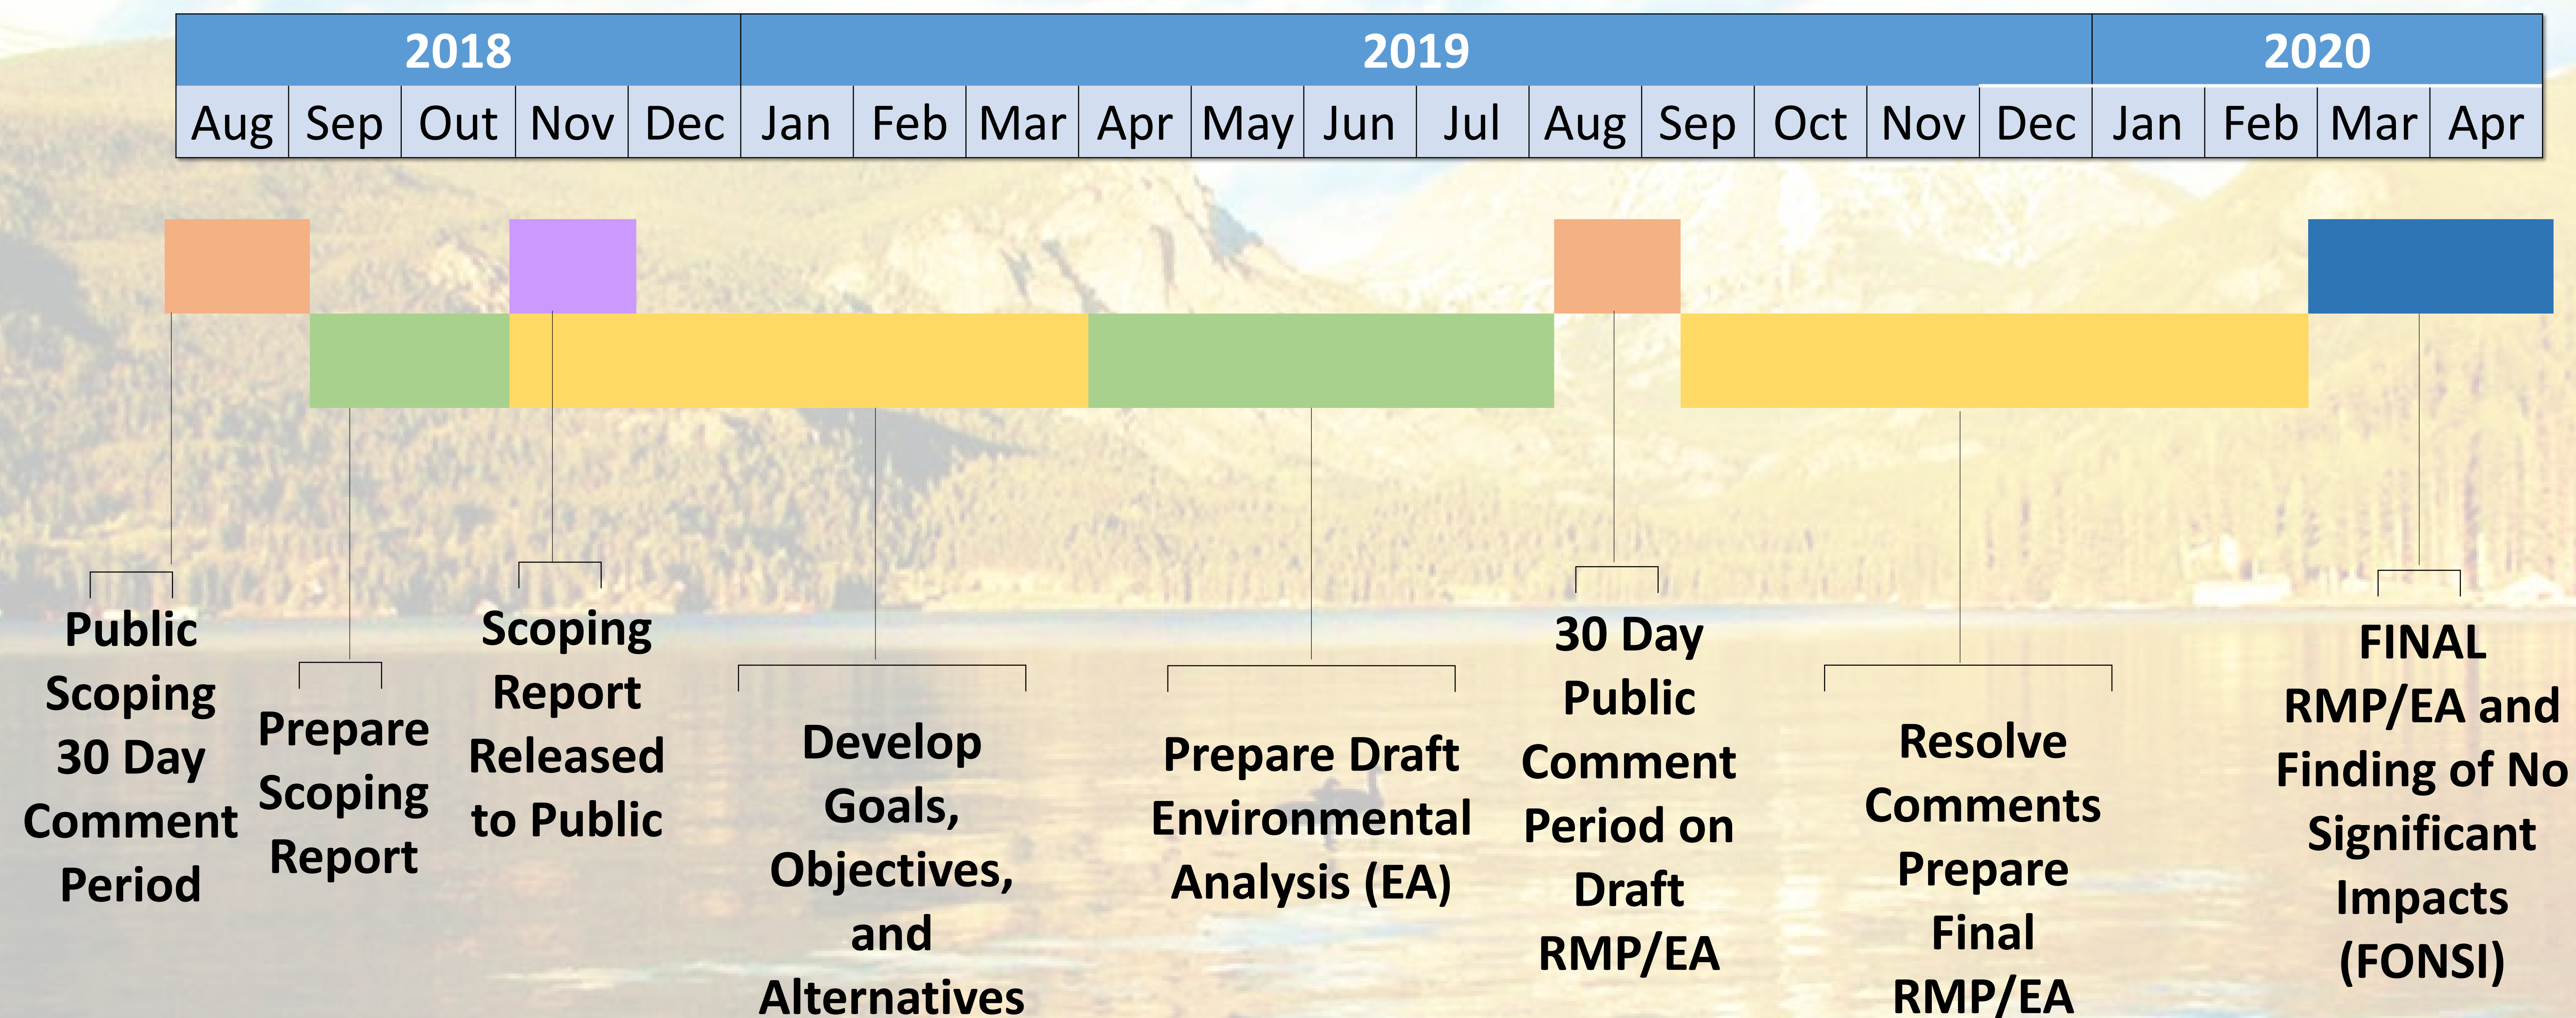 2018 2019 2020
Aug Sep Out Nov Dec Jan Feb Mar Apr May Jun Jul Aug Sep Oct Nov Dec Jan Feb Mar Apr
Public
Scoping
30 Day
Comment
Period
Prepare
Scoping
Report
Scoping
Report
Released
to Public
Develop
Goals,
Objectives,
and
Alternatives
Prepare Draft
Environmental
Analysis (EA)
30 Day
Public
Comment
Period on
Draft
RMP/EA
Resolve
Comments
Prepare
Final
RMP/EA
FINAL
RMP/EA and
Finding of No
Significant
Impacts
(FONSI)